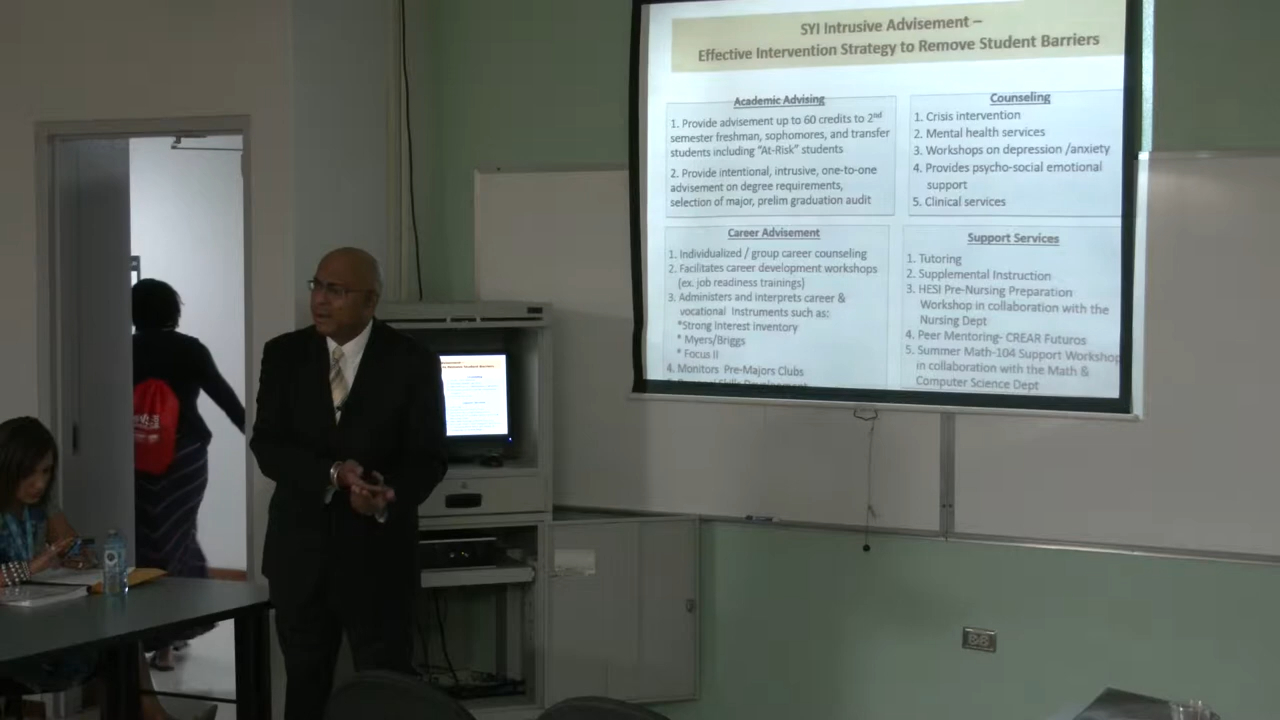 SYI Intrusive Advisement –
Effective Intervention Strategy to Remove Student Barriers
Academic Advising
1. Provide advisement up to 60 credits to 2nd
semester freshman, sophomores, and transfer
students including "At-Risk" students
2. Provide intentional, intrusive, one-to-one
advisement on degree requirements,
selection of major, prelim graduation audit
Counseling
1. Crisis intervention
2. Mental health services
3. Workshops on depression /anxiety
4. Provides psycho-social emotional
support
5. Clinical services
Career Advisement
1. Individualized / group career counseling
2. Facilitates career development workshops
(ex. job readiness trainings)
3. Administers and interprets career &
vocational Instruments such as:
*Strong Interest Inventory
* Myers/Briggs
* Focus II
4. Monitors Pre-Majors Clubs
Support Services
1. Tutoring
2. Supplemental Instruction
3. HESI Pre-Nursing Preparation
Workshop in collaboration with the
Nursing Dept
4. Peer Mentoring- CREAR Futuros
5. Summer Math-104 Support Workshop
in collaboration with the Math &
Computer Science Dept